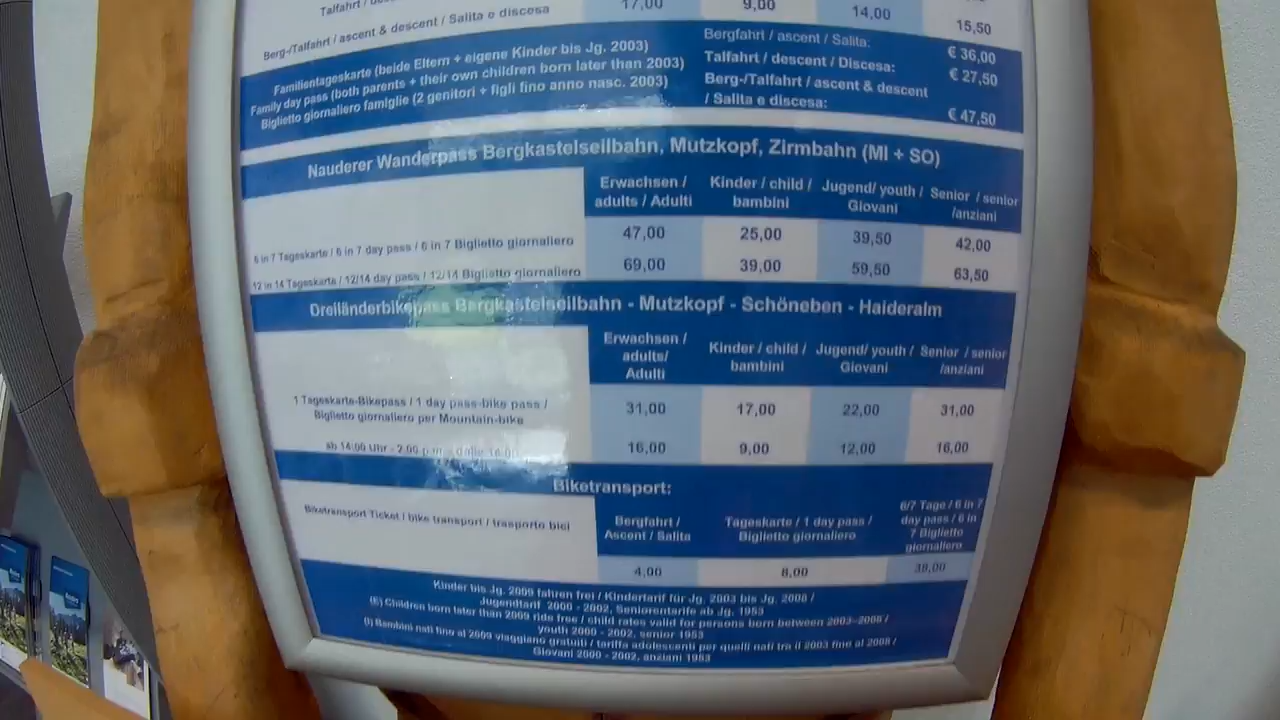 Talfahrt /
17,00 9,00 14,00 15,50
Berg-/Talfahrt / ascent & descent / Salita e discesa
Familientageskarte (beide Eltern + eigene Kinder bis Jg. 2003)
Family day pass (both parents + their own children born later than 2003)
Biglietto giornaliero famiglie (2 genitori + figli fino anno nasc. 2003)
Bergfahrt / ascent / Salita: € 36,00
Talfahrt / descent / Discesa: € 27,50
Berg-/Talfahrt / ascent & descent
/ Salita e discesa: € 47,50
Nauderer Wanderpass Bergkastelseilbahn, Mutzkopf, Zirmbahn (MI + SO)
Erwachsen / Kinder / child / Jugend/ youth / Senior / senior
adults / Adulti bambini Giovani /anziani
6 in 7 Tageskarte / 6 in 7 day pass / 6 in 7 Biglietto giornaliero 47,00 25,00 39,50 42,00
12 in 14 Tageskarte / 12/14 day pass / 12/14 Biglietto giornaliero 69,00 39,00 59,50 63,50
Dreiländerbikepass Bergkastelseilbahn - Mutzkopf - Schöneben - Haideralm
Erwachsen / Kinder / child / Jugend/ youth / Senior / senior
adults/ bambini Giovani /anziani
Adulti
1 Tageskarte-Bikepass / 1 day pass-bike pass /
Biglietto giornaliero per Mountain-bike 31,00 17,00 22,00 31,00
ab 14:00 Uhr - 2.00 p.m. - dalle 16,00 9,00 12,00 16,00
Biketransport:
Biketransport Ticket / bike transport / trasporto bici
Bergfahrt / Tageskarte / 1 day pass / 6/7 Tage / 6 in 7
Ascent / Salita Biglietto giornaliero day pass / 6 in
7 Biglietto
giornaliero
4,00 8,00 38,00
Kinder bis Jg. 2009 fahren frei / Kindertarif für Jg. 2003 bis Jg. 2008 /
Jugendtarif 2000 - 2002, Seniorentarife ab Jg. 1953
(E) Children born later than 2009 ride free / child rates valid for persons born between 2003-2008 /
youth 2000 - 2002, senior 1953
(I) Bambini nati fino al 2009 viaggiano gratuiti / tariffa adolescenti per quelli nati tra il 2003 fine al 2008 /
Giovani 2000 - 2002, anziani 1953